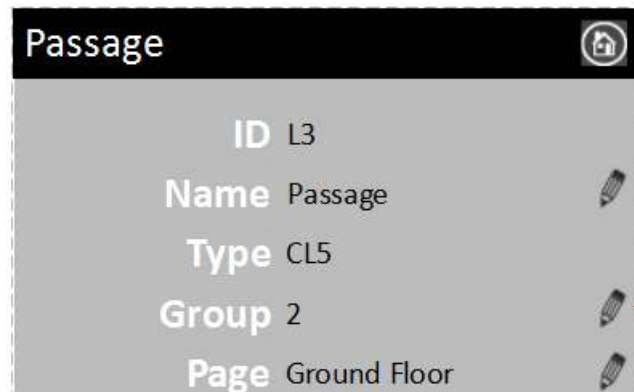 Passage
ID L3
Name Passage
Type CL5
Group 2
Page Ground Floor